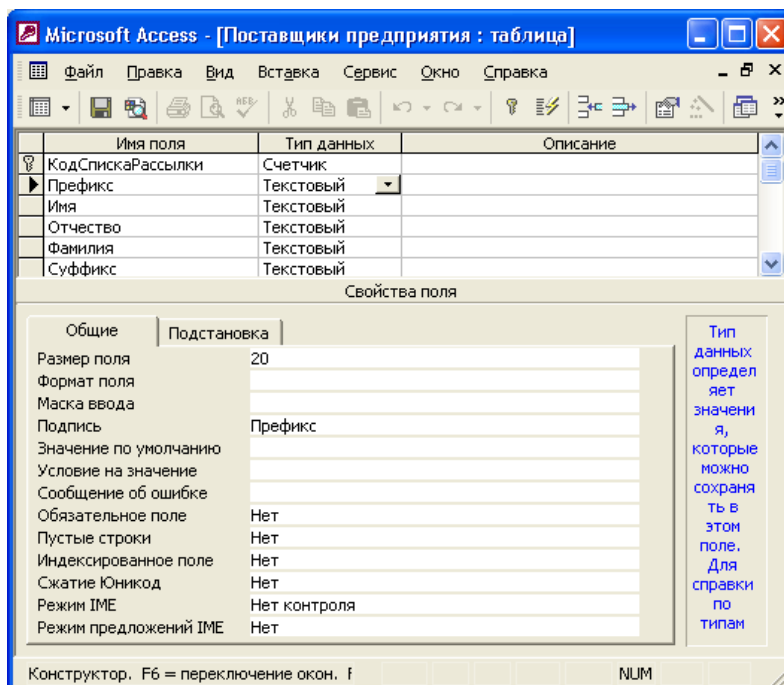 Microsoft Access - [Поставщики предприятия : таблица]
Файл Правка Вид Вставка Сервис Окно Справка
Имя поля Тип данных Описание
КодСпискаРассылки Счетчик
Префикс Текстовый
Имя Текстовый
Отчество Текстовый
Фамилия Текстовый
Суффикс Текстовый
Свойства поля
Общие Подстановка
Размер поля 20
Формат поля
Маска ввода
Подпись Префикс
Значение по умолчанию
Условие на значение
Сообщение об ошибке
Обязательное поле Нет
Пустые строки Нет
Индексированное поле Нет
Сжатие Юникод Нет
Режим IME Нет контроля
Режим предложений IME Нет
Тип
данных
определ
яет
значени
я,
которые
можно
сохраня
ть в
этом
поле.
Для
справки
по
типам
Конструктор. F6 = переключение окон. F NUM